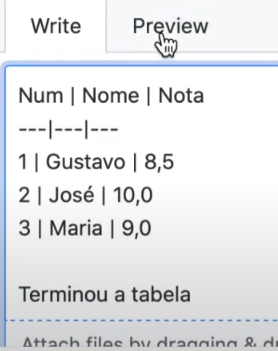 Write Preview
Num | Nome | Nota
---|---|---
1 | Gustavo | 8,5
2 | José | 10,0
3 | Maria | 9,0
Terminou a tabela
Attach files by dragging & d